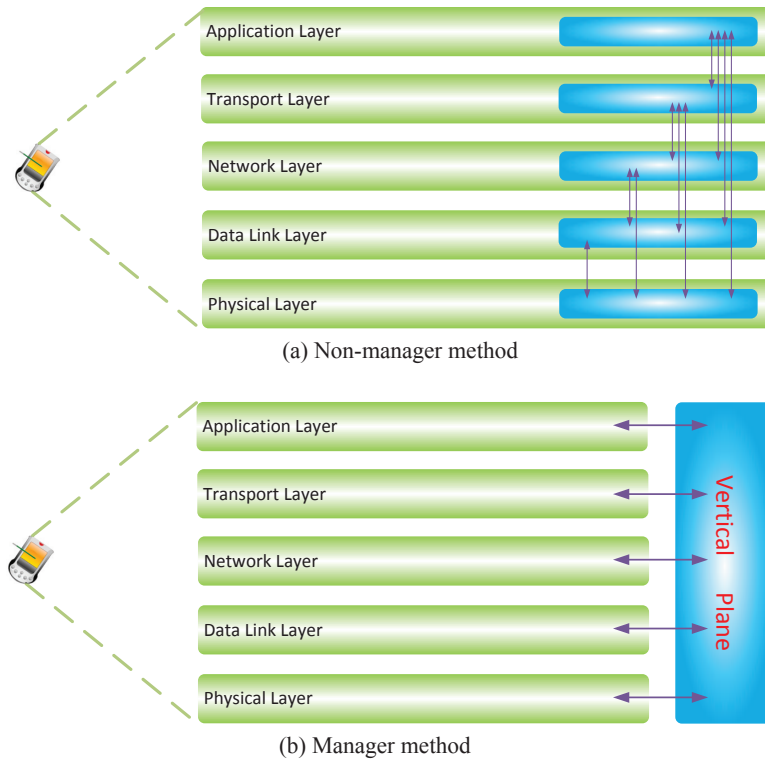 Application Layer
Transport Layer
Network Layer
Data Link Layer
Physical Layer
(a) Non-manager method
Application Layer
Transport Layer
Network Layer
Data Link Layer
Physical Layer
Vertical Plane
(b) Manager method